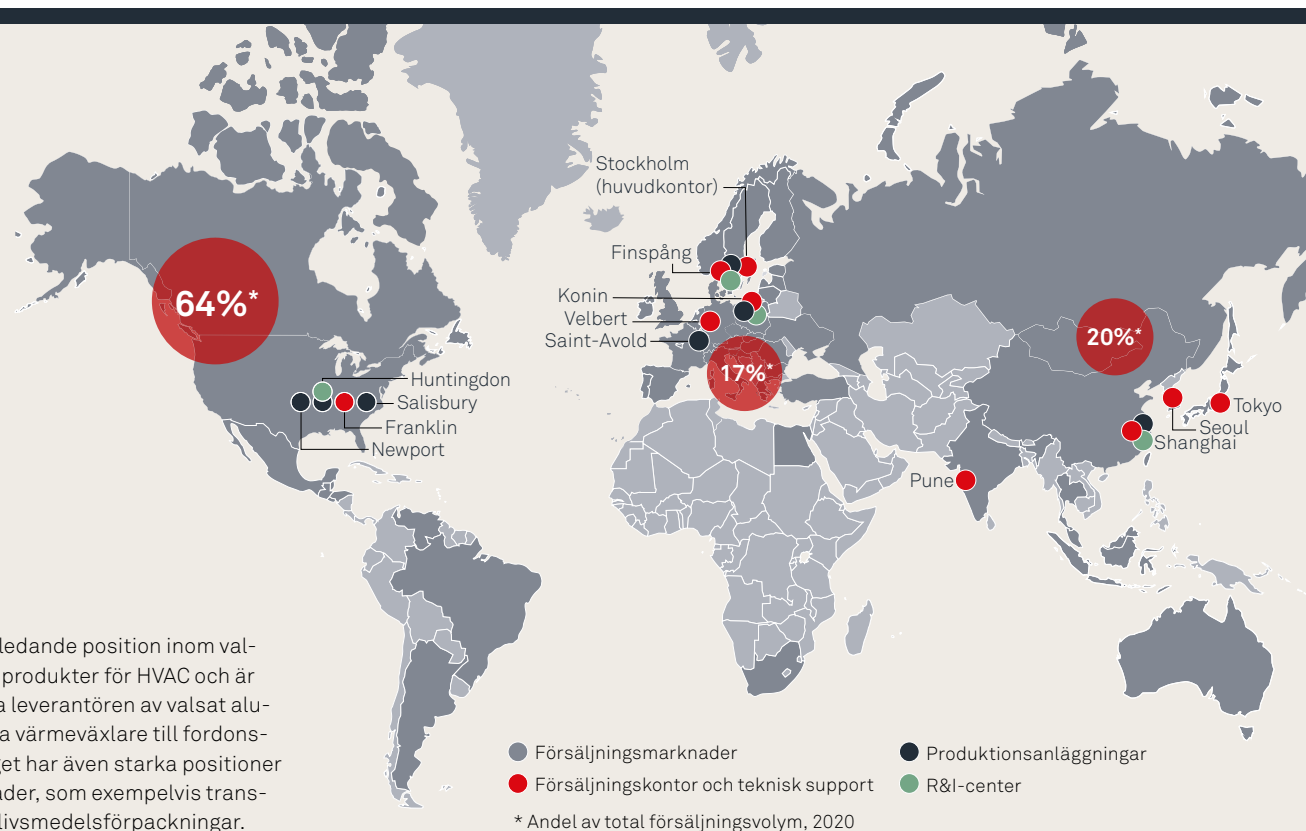 Stockholm
(huvudkontor)
Finspång
64%*
Konin
Velbert
Saint-Avold
20%*
17%*
Huntingdon
Salisbury
Franklin
Newport
Tokyo
Seoul
Shanghai
Pune
ledande position inom val-
produkter för HVAC och är
a leverantören av valsat alu-
a värmeväxlare till fordons-
get har även starka positioner
ader, som exempelvis trans-
livsmedelsförpackningar.
Försäljningsmarknader
Försäljningskontor och teknisk support
Produktionsanläggningar
R&I-center
* Andel av total försäljningsvolym, 2020